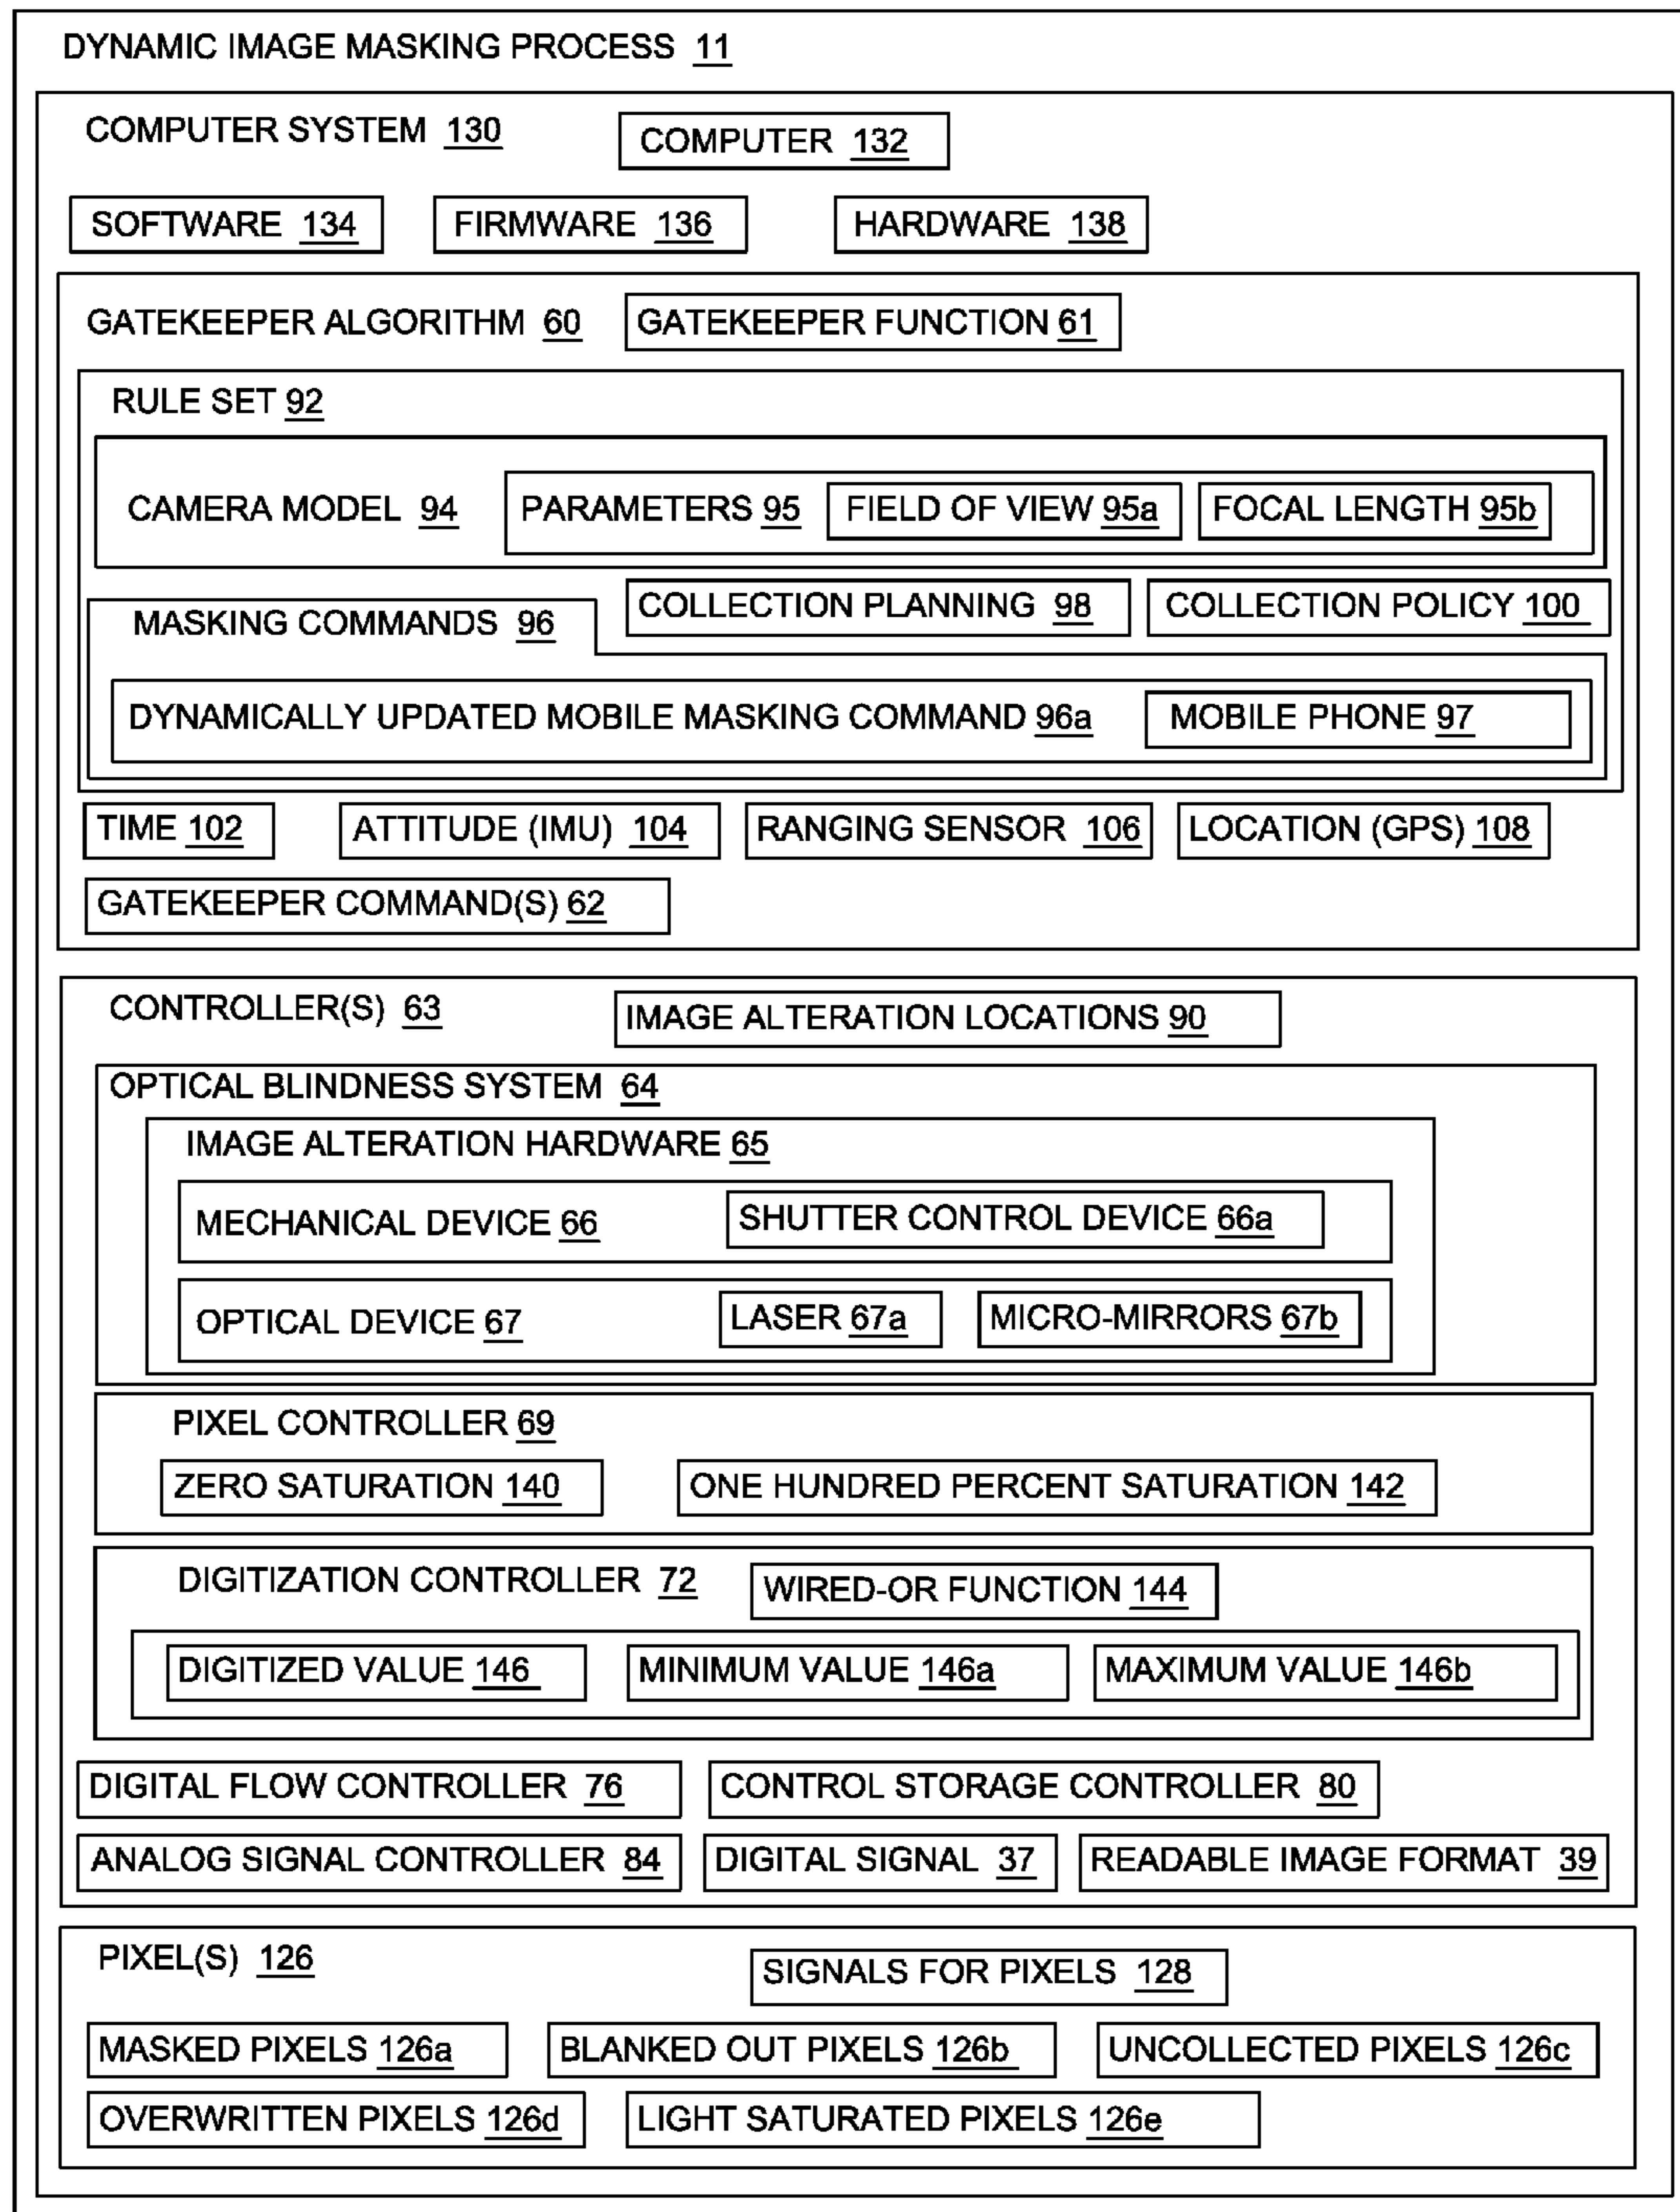 DYNAMIC IMAGE MASKING PROCESS 11
COMPUTER SYSTEM 130 COMPUTER 132
SOFTWARE 134 FIRMWARE 136 HARDWARE 138
GATEKEEPER ALGORITHM 60 GATEKEEPER FUNCTION 61
RULE SET 92
CAMERA MODEL 94 PARAMETERS 95 FIELD OF VIEW 95a FOCAL LENGTH 95b
MASKING COMMANDS 96 COLLECTION PLANNING 98 COLLECTION POLICY 100
DYNAMICALLY UPDATED MOBILE MASKING COMMAND 96a MOBILE PHONE 97
TIME 102 ATTITUDE (IMU) 104 RANGING SENSOR 106 LOCATION (GPS) 108
GATEKEEPER COMMAND(S) 62
CONTROLLER(S) 63 IMAGE ALTERATION LOCATIONS 90
OPTICAL BLINDNESS SYSTEM 64
IMAGE ALTERATION HARDWARE 65
MECHANICAL DEVICE 66 SHUTTER CONTROL DEVICE 66a
OPTICAL DEVICE 67 LASER 67a MICRO-MIRRORS 67b
PIXEL CONTROLLER 69
ZERO SATURATION 140 ONE HUNDRED PERCENT SATURATION 142
DIGITIZATION CONTROLLER 72 WIRED-OR FUNCTION 144
DIGITIZED VALUE 146 MINIMUM VALUE 146a MAXIMUM VALUE 146b
DIGITAL FLOW CONTROLLER 76 CONTROL STORAGE CONTROLLER 80
ANALOG SIGNAL CONTROLLER 84 DIGITAL SIGNAL 37 READABLE IMAGE FORMAT 39
PIXEL(S) 126 SIGNALS FOR PIXELS 128
MASKED PIXELS 126a BLANKED OUT PIXELS 126b UNCOLLECTED PIXELS 126c
OVERWRITTEN PIXELS 126d LIGHT SATURATED PIXELS 126e